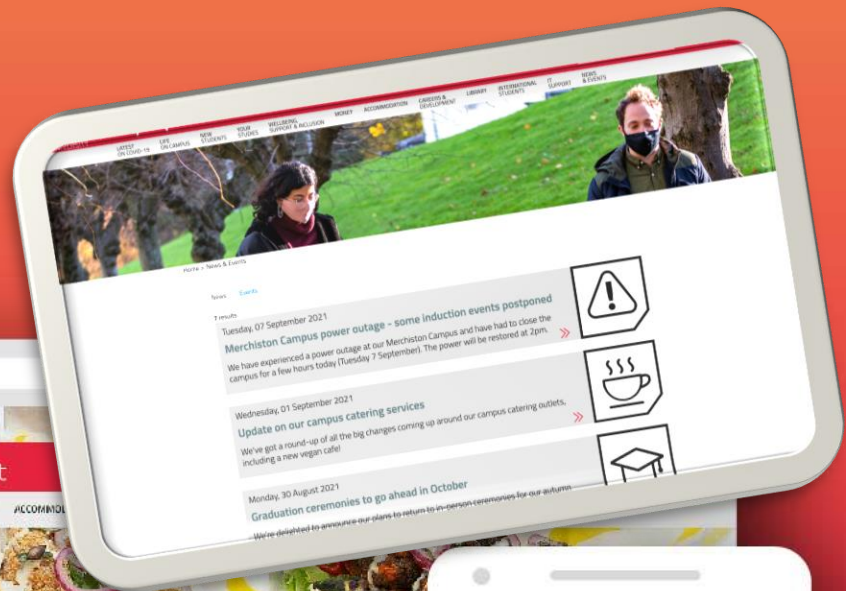 LATEST
ON COVID-19
LIFE
ON CAMPUS
NEW
STUDENTS
YOUR
STUDIES
WELLBEING,
SUPPORT & INCLUSION
MONEY
ACCOMMODATION
CAREERS &
DEVELOPMENT
LIBRARY
INTERNATIONAL
STUDENTS
IT
SUPPORT
NEWS
& EVENTS
Home > News & Events
News Events
7 results
Tuesday, 07 September 2021
Merchiston Campus power outage - some induction events postponed
We have experienced a power outage at our Merchiston Campus and have had to close the
campus for a few hours today (Tuesday 7 September). The power will be restored at 2pm.
Wednesday, 01 September 2021
Update on our campus catering services
We've got a round-up of all the big changes coming up around our campus catering outlets,
including a new vegan cafe!
Monday, 30 August 2021
Graduation ceremonies to go ahead in October
We're delighted to announce our plans to return to in-person ceremonies for our autumn